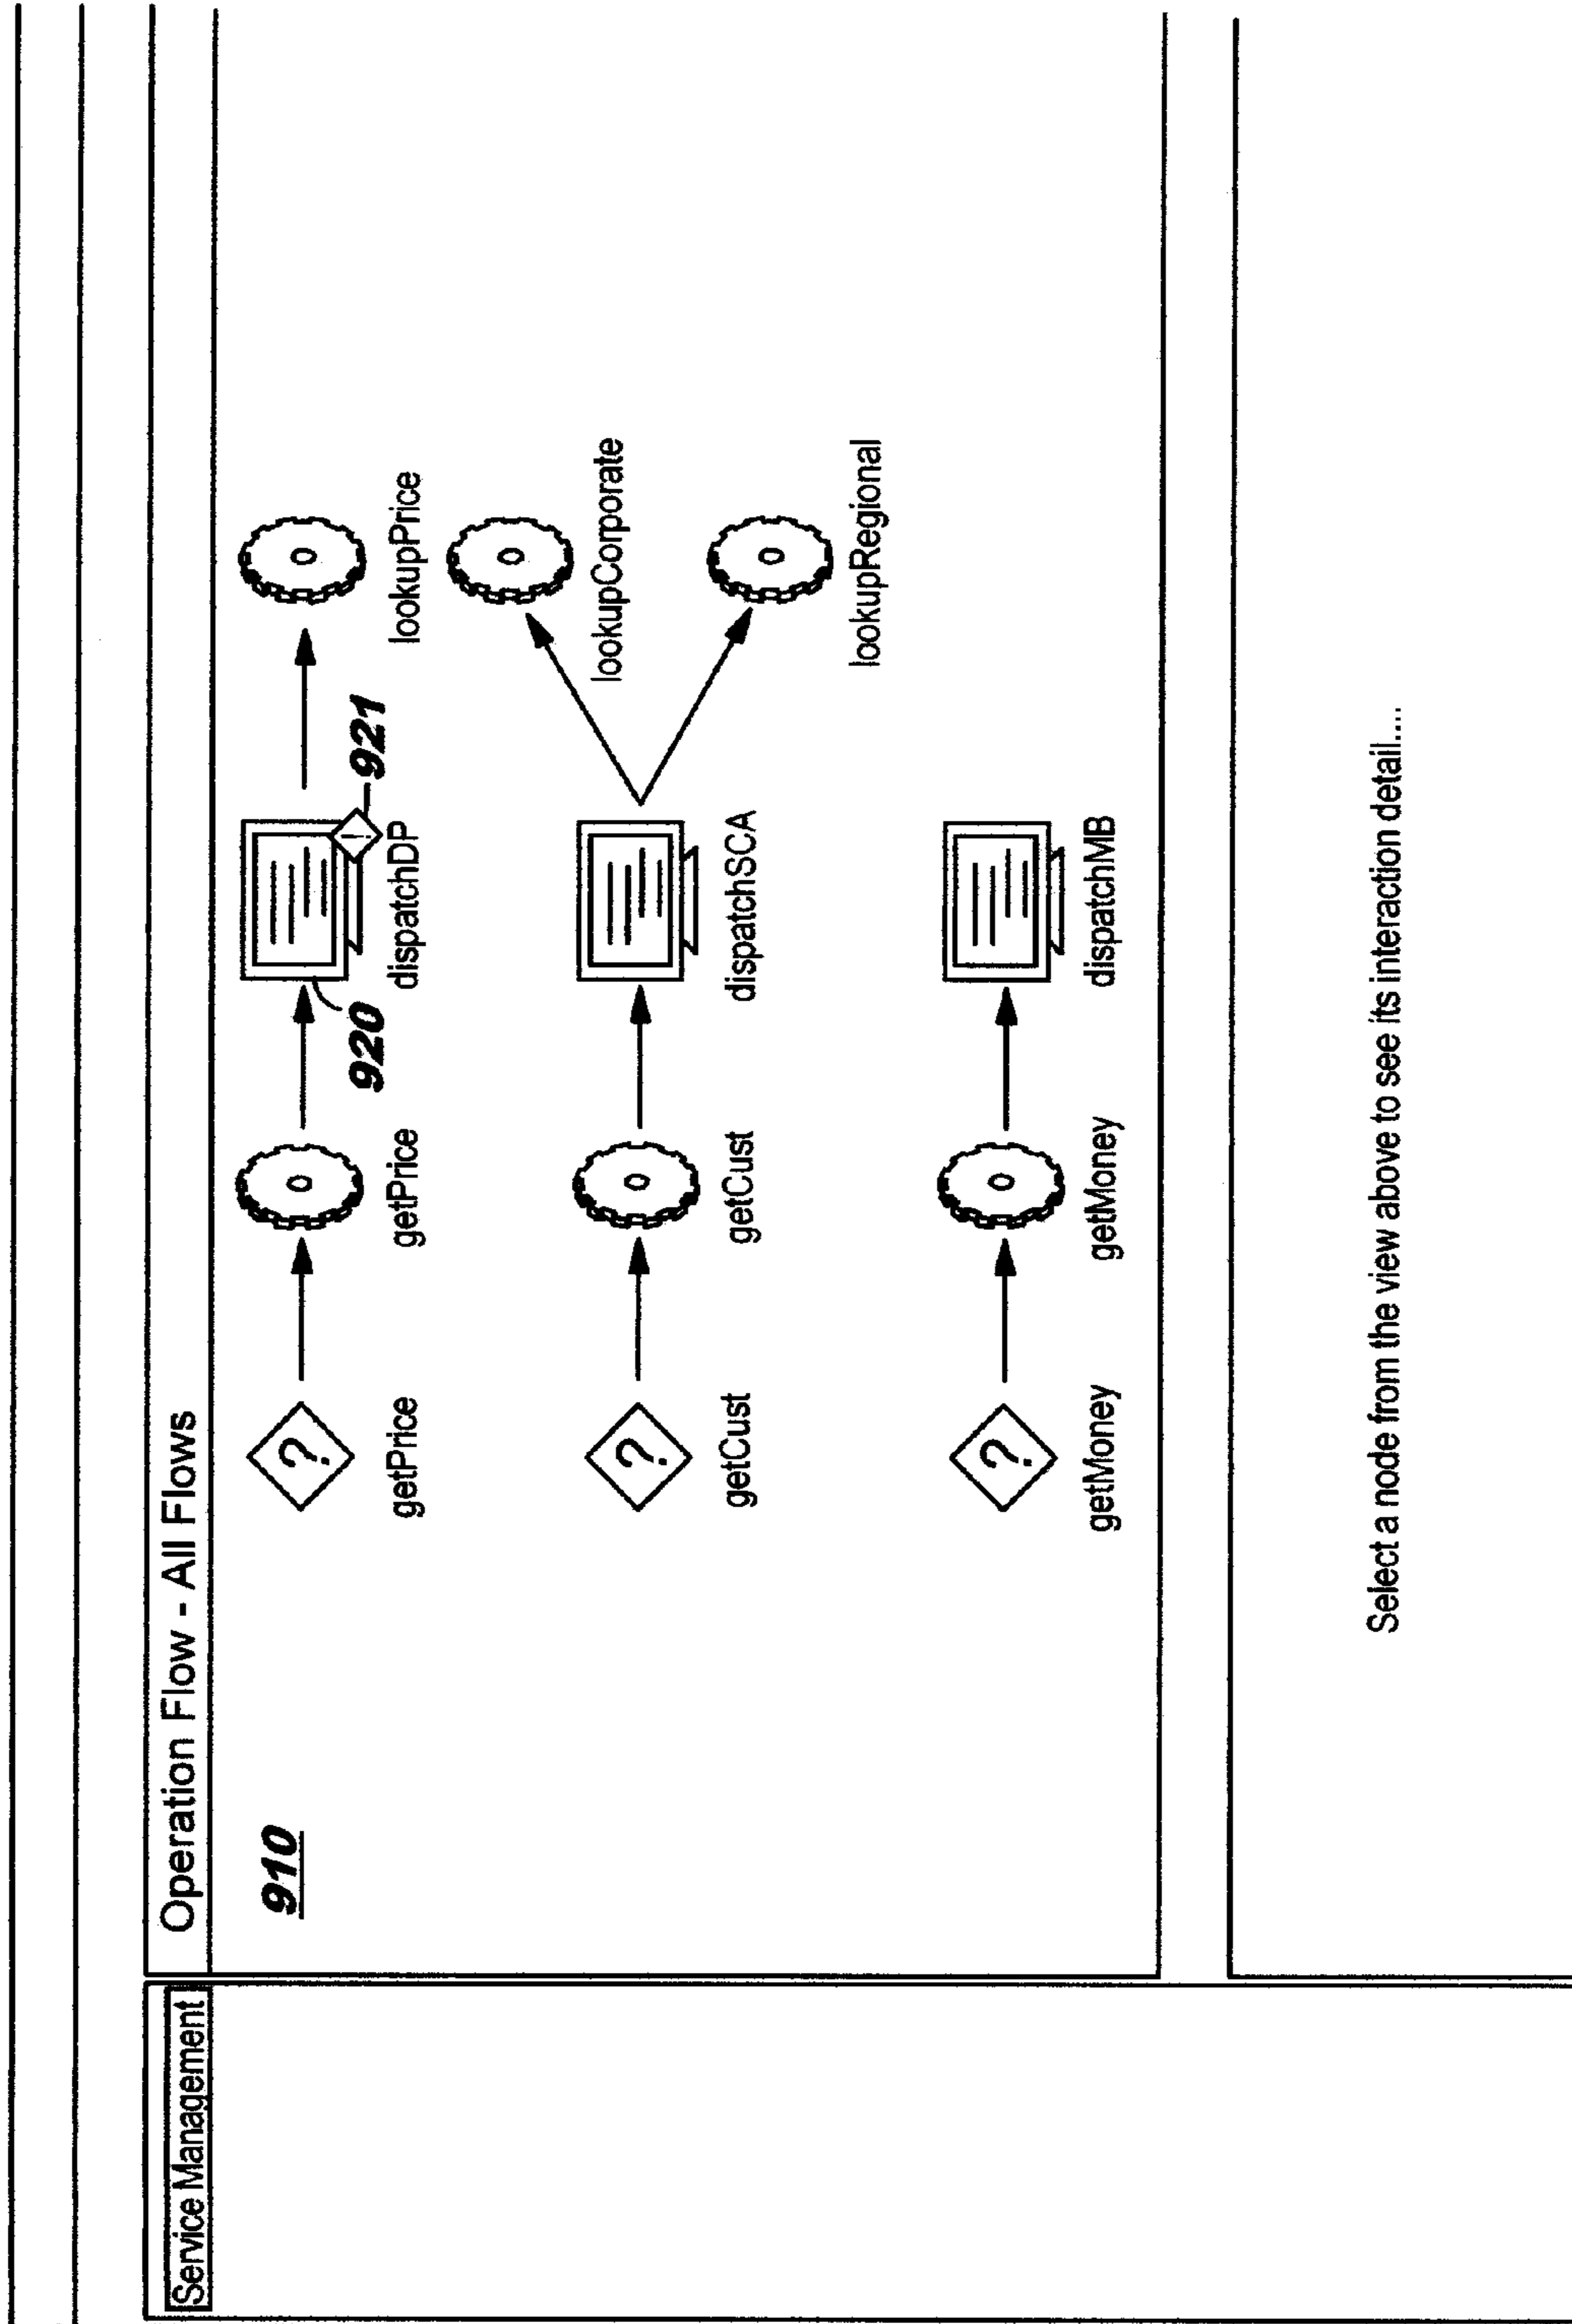 Service Management
Operation Flow - All Flows
910
?
getPrice
getPrice
920
dispatchDP
!
921
lookupPrice
?
getCust
getCust
dispatchSCA
lookupCorporate
lookupRegional
?
getMoney
getMoney
dispatchMB
Select a node from the view above to see its interaction detail....